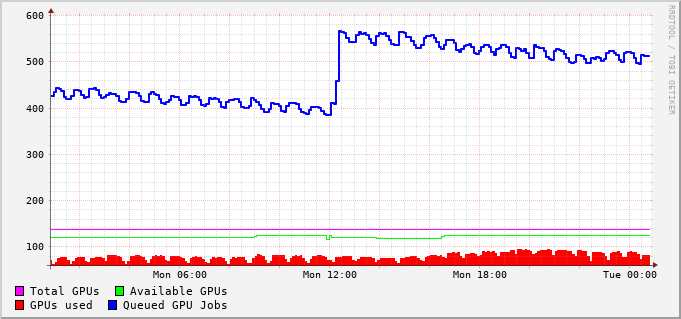 600
500
400
300
200
100
Mon 06:00 Mon 12:00 Mon 18:00 Tue 00:00
Total GPUs Available GPUs
GPUs used Queued GPU Jobs
RRDTOOL / TOBI OETIKER